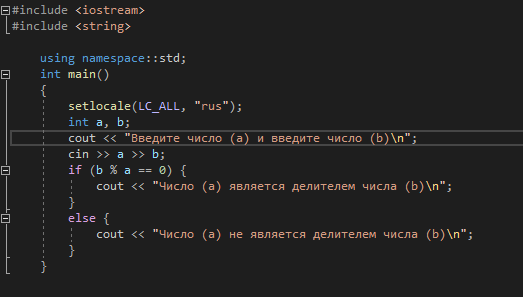 #include <iostream>
#include <string>
using namespace::std;
int main()
{
setlocale(LC_ALL, "rus");
int a, b;
cout << "Введите число (a) и введите число (b)\n";
cin >> a >> b;
if (b % a == 0) {
cout << "Число (a) является делителем числа (b)\n";
}
else {
cout << "Число (a) не является делителем числа (b)\n";
}
}